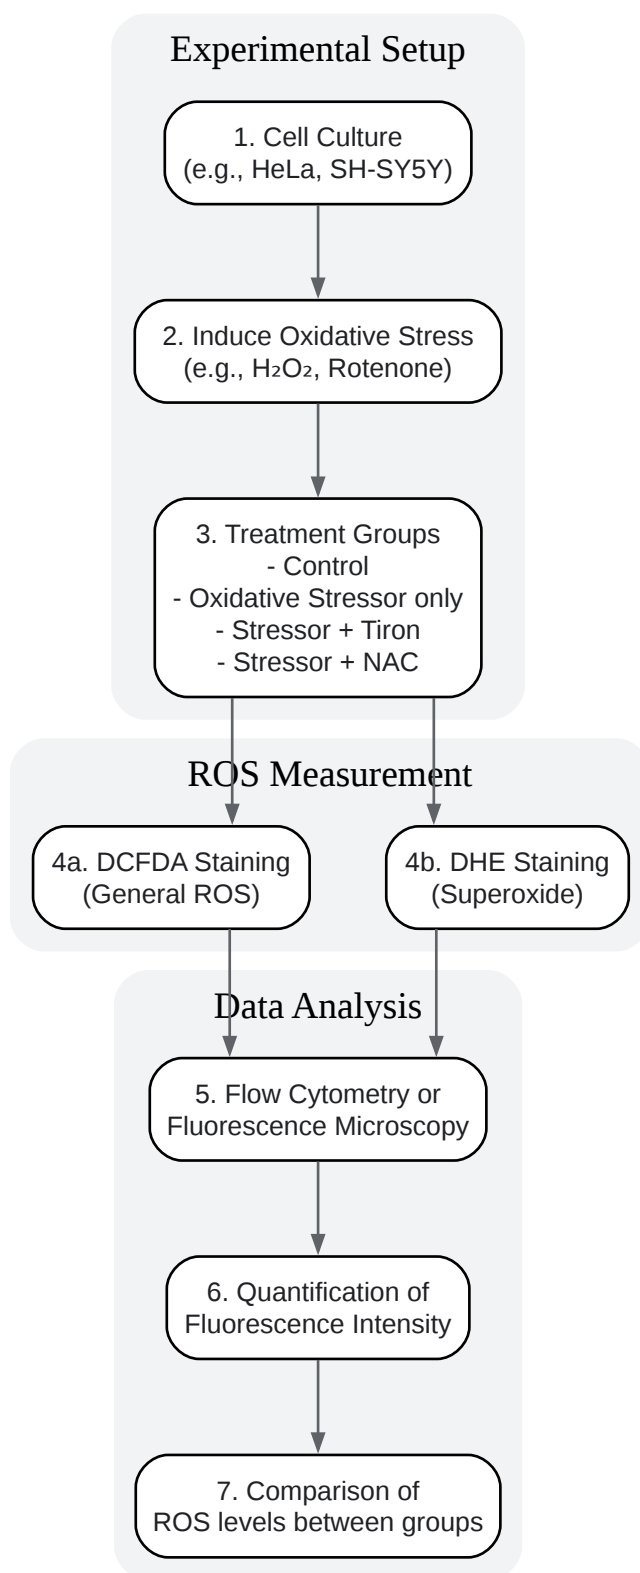 Experimental Setup
1. Cell Culture
(e.g., HeLa, SH-SY5Y)
2. Induce Oxidative Stress
(e.g., H₂O₂, Rotenone)
3. Treatment Groups
- Control
- Oxidative Stressor only
- Stressor + Tiron
- Stressor + NAC
ROS Measurement
4a. DCFDA Staining
(General ROS)
4b. DHE Staining
(Superoxide)
Data Analysis
5. Flow Cytometry or
Fluorescence Microscopy
6. Quantification of
Fluorescence Intensity
7. Comparison of
ROS levels between groups